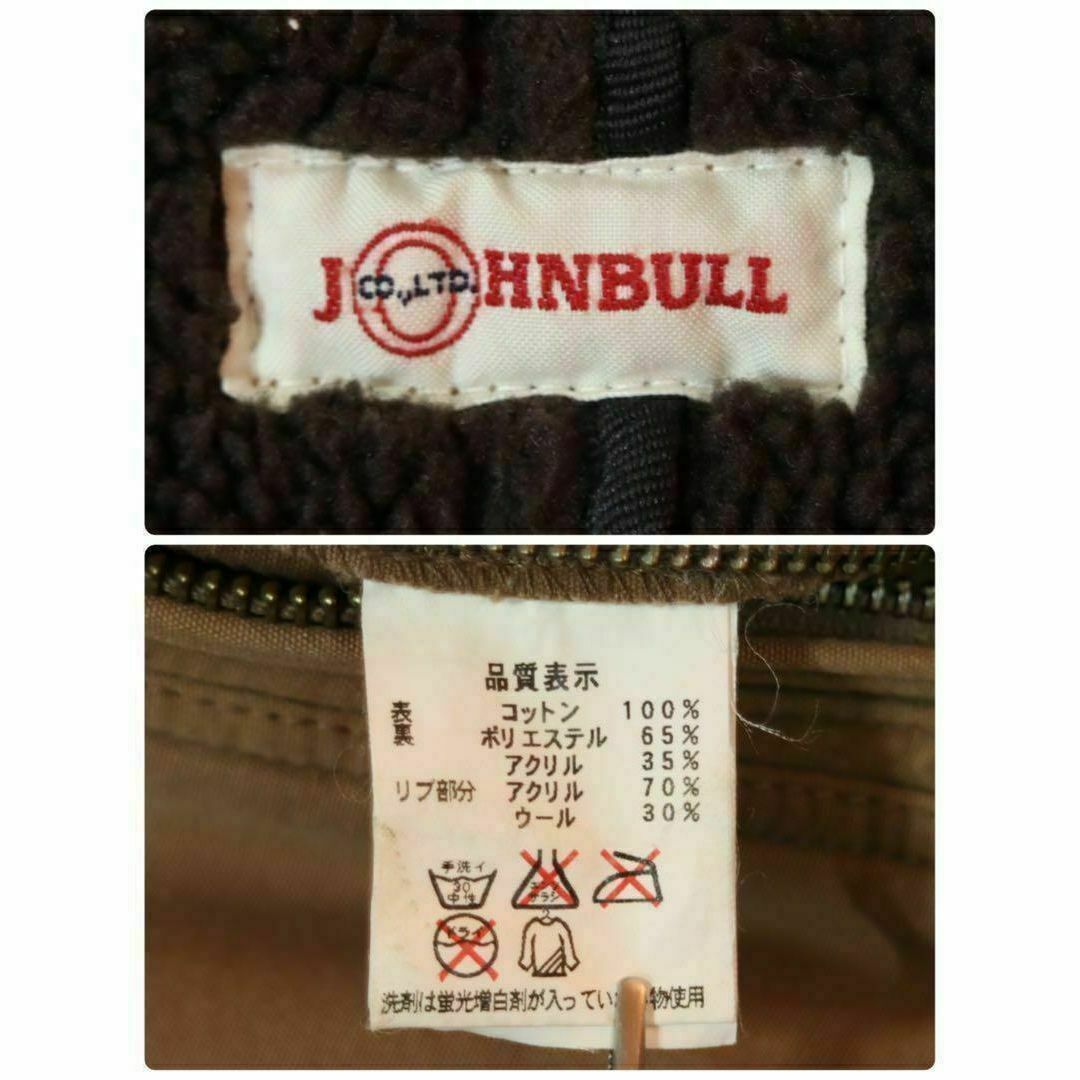 JOHNBULL
CO.,LTD.
品質表示
表 コットン 100%
裏 ポリエステル 65%
アクリル 35%
リブ部分 アクリル 70%
ウール 30%
手洗イ
30
中性
エンソ
サラシ
ドライ
洗剤は蛍光増白剤が入ってい 物使用